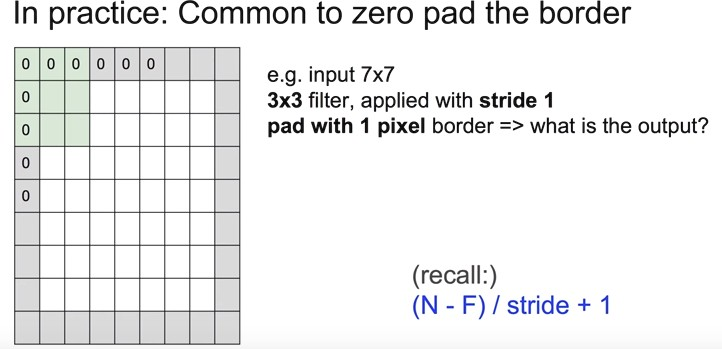 In practice: Common to zero pad the border
0 0 0 0 0 0
0
0
0
0
e.g. input 7x7
3x3 filter, applied with stride 1
pad with 1 pixel border => what is the output?
(recall:)
(N - F) / stride + 1